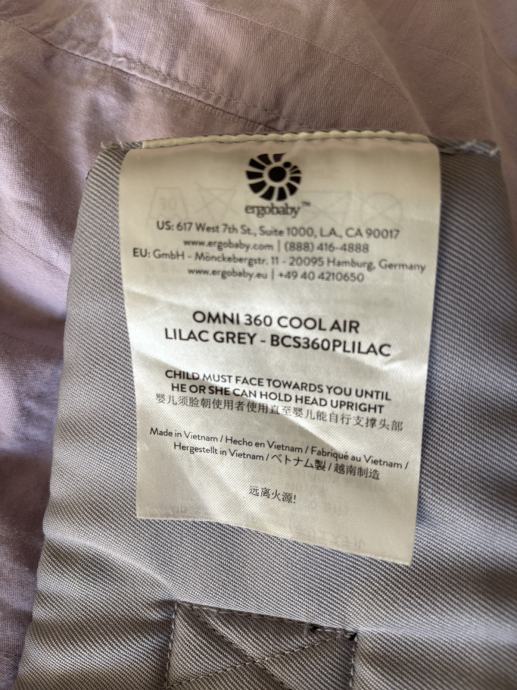 ergobaby™
US: 617 West 7th St., Suite 1000, L.A., CA 90017
www.ergobaby.com | (888) 416-4888
EU: GmbH - Mönckebergstr. 11 - 20095 Hamburg, Germany
www.ergobaby.eu | +49 40 4210650
OMNI 360 COOL AIR
LILAC GREY - BCS360PLILAC
CHILD MUST FACE TOWARDS YOU UNTIL
HE OR SHE CAN HOLD HEAD UPRIGHT
婴儿须脸朝使用者使用直至婴儿能自行支撑头部
Made in Vietnam / Hecho en Vietnam / Fabriqué au Vietnam /
Hergestellt in Vietnam / ベトナム製 / 越南制造
远离火源!